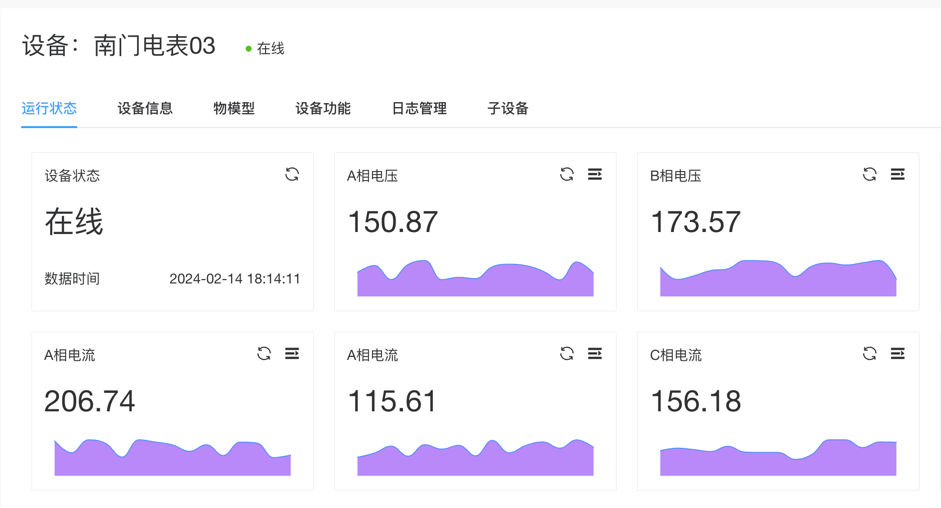 设备：南门电表03 在线
运行状态 设备信息 物模型 设备功能 日志管理 子设备
设备状态
在线
数据时间 2024-02-14 18:14:11
A相电压
150.87
B相电压
173.57
A相电流
206.74
A相电流
115.61
C相电流
156.18